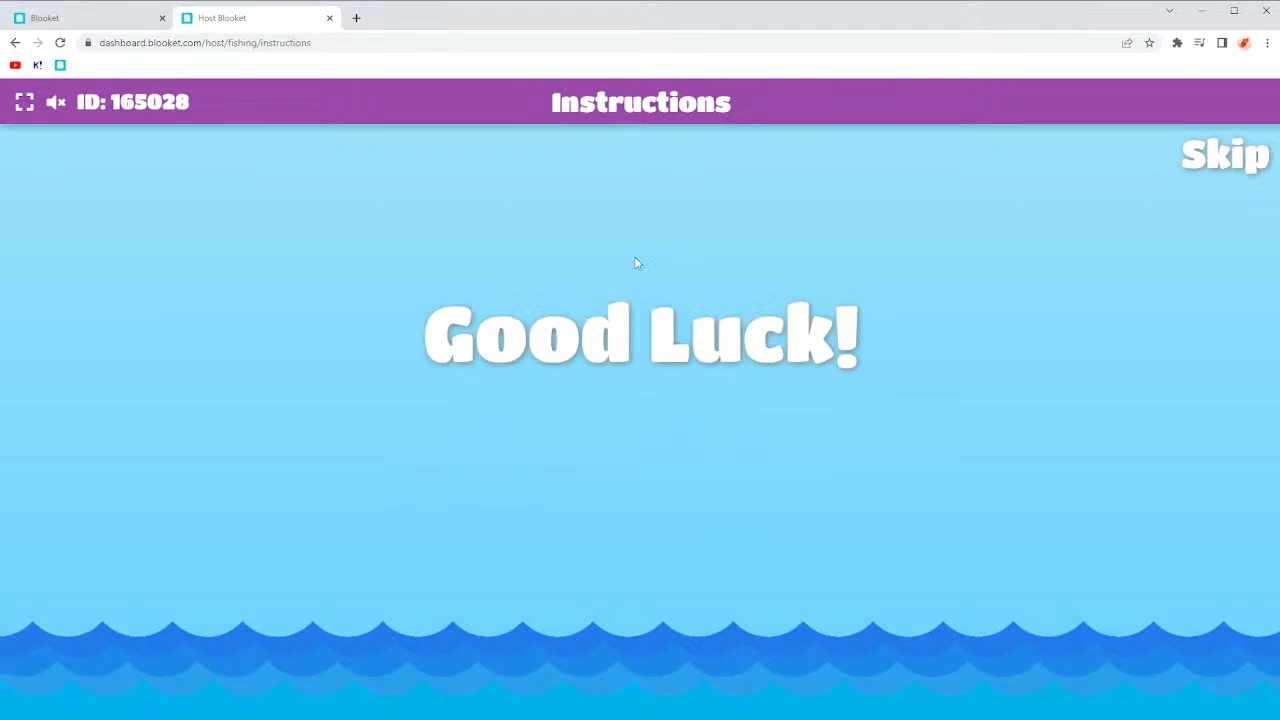 Blooket
Host Blooket
dashboard.blooket.com/host/fishing/instructions
K!
ID: 165028
Instructions
Skip
Good Luck!